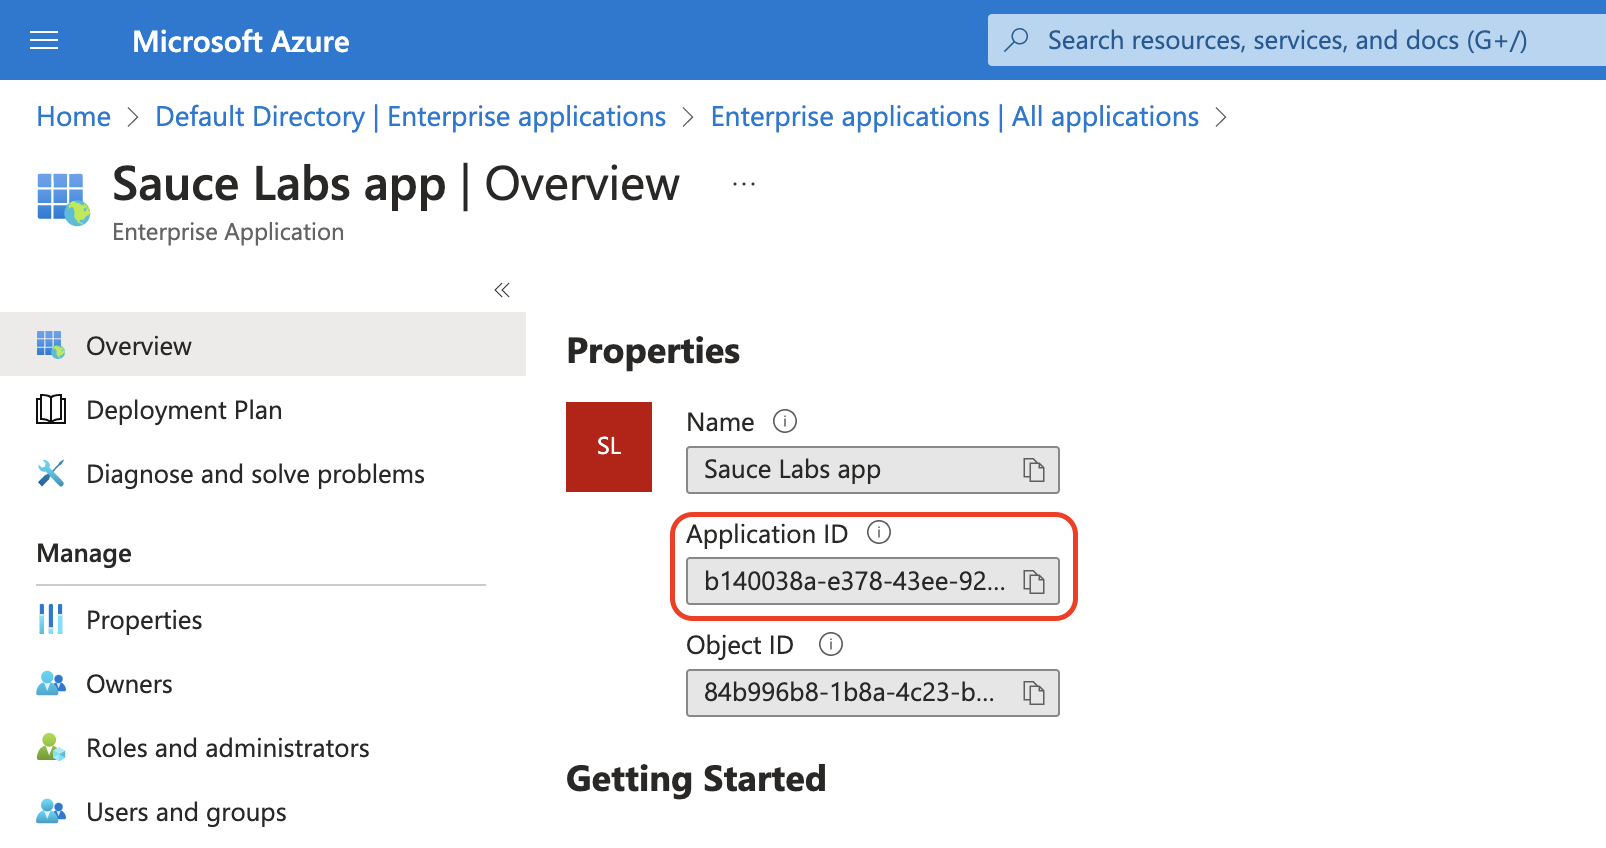 Microsoft Azure
Search resources, services, and docs (G+/)
Home > Default Directory | Enterprise applications > Enterprise applications | All applications >
Sauce Labs app | Overview ...
Enterprise Application
«
Overview
Deployment Plan
Diagnose and solve problems
Manage
Properties
Owners
Roles and administrators
Users and groups
Properties
SL
Name
Sauce Labs app
Application ID
b140038a-e378-43ee-92...
Object ID
84b996b8-1b8a-4c23-b...
Getting Started